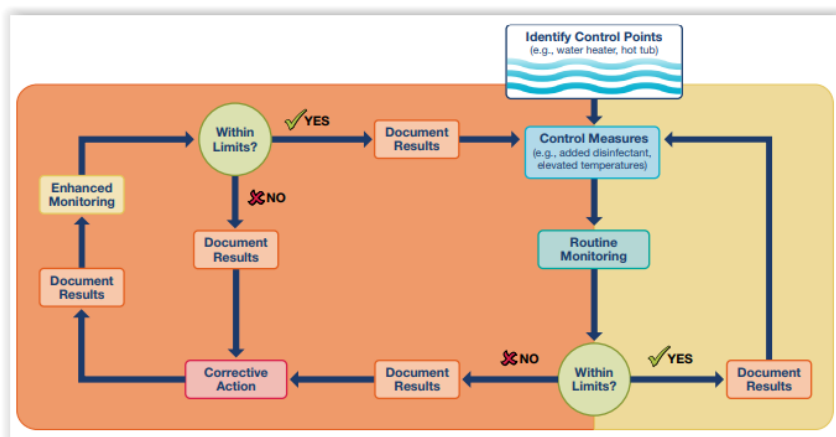 Identify Control Points
(e.g., water heater, hot tub)
Within
Limits?
YES
Document
Results
Control Measures
(e.g., added disinfectant,
elevated temperatures)
Enhanced
Monitoring
NO
Document
Results
Routine
Monitoring
Document
Results
Corrective
Action
Document
Results
NO
Within
Limits?
YES
Document
Results